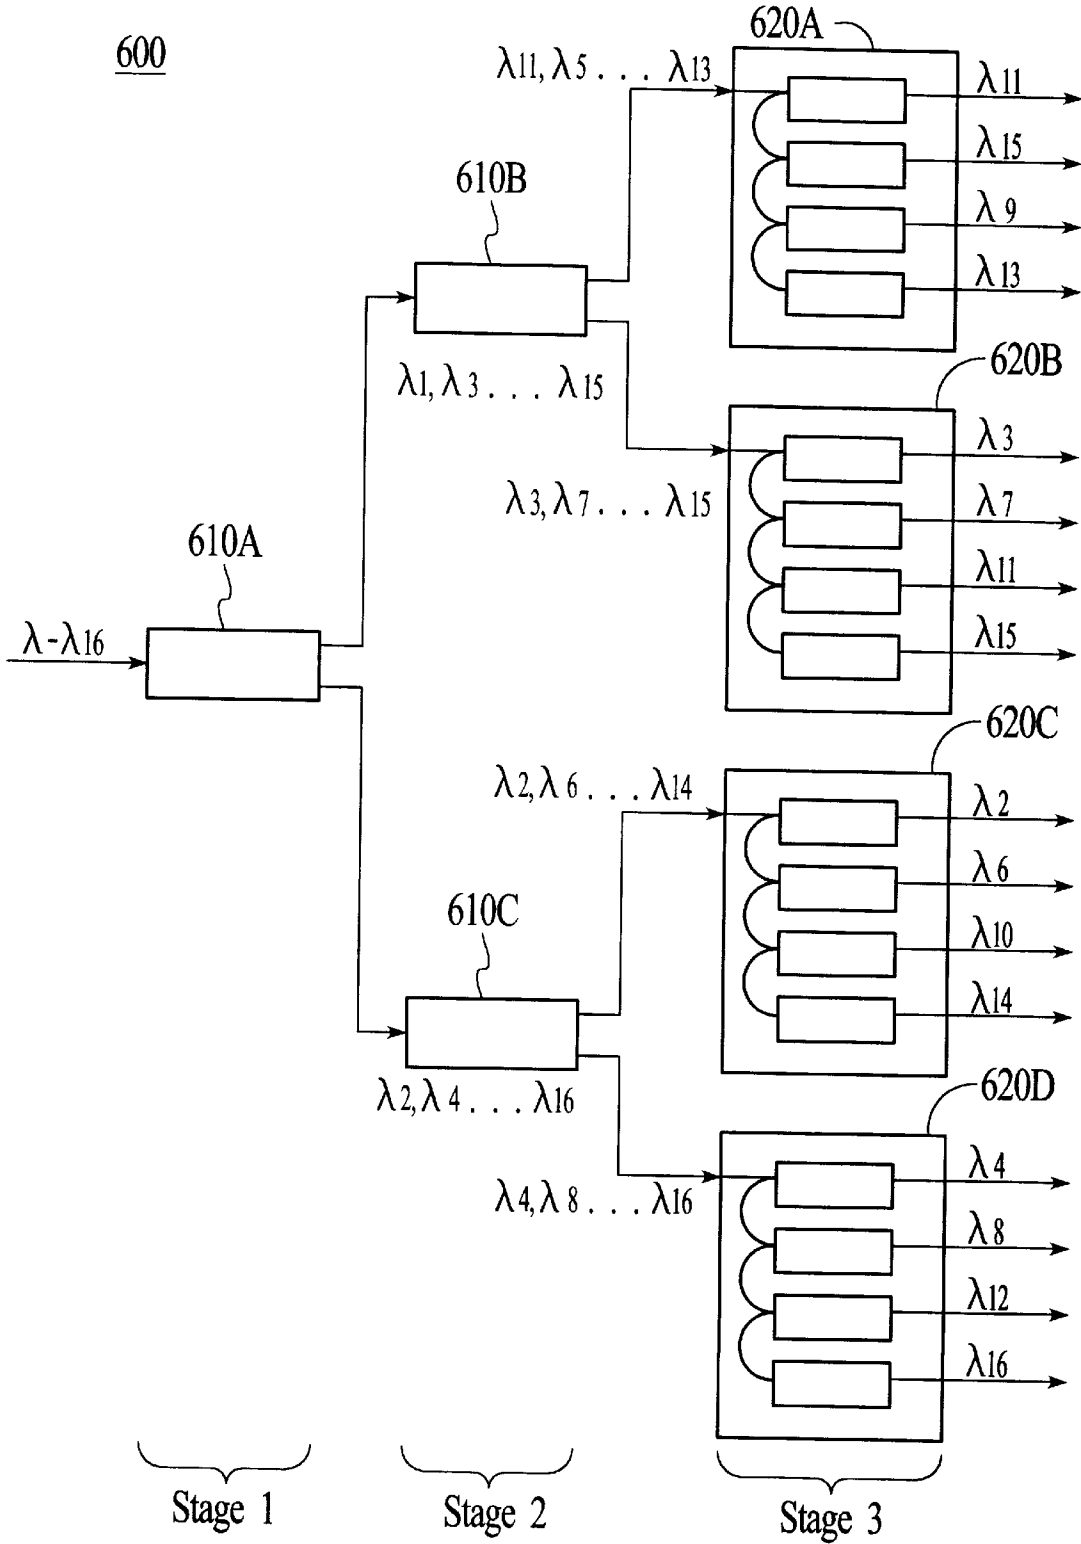 600
620A
λ11, λ5 . . . λ13
λ11
λ15
λ9
λ13
610B
λ1, λ3 . . . λ15
620B
λ3, λ7 . . . λ15
λ3
λ7
λ11
λ15
610A
λ-λ16
620C
λ2, λ6 . . . λ14
λ2
λ6
λ10
λ14
610C
λ2, λ4 . . . λ16
620D
λ4, λ8 . . . λ16
λ4
λ8
λ12
λ16
Stage 1
Stage 2
Stage 3